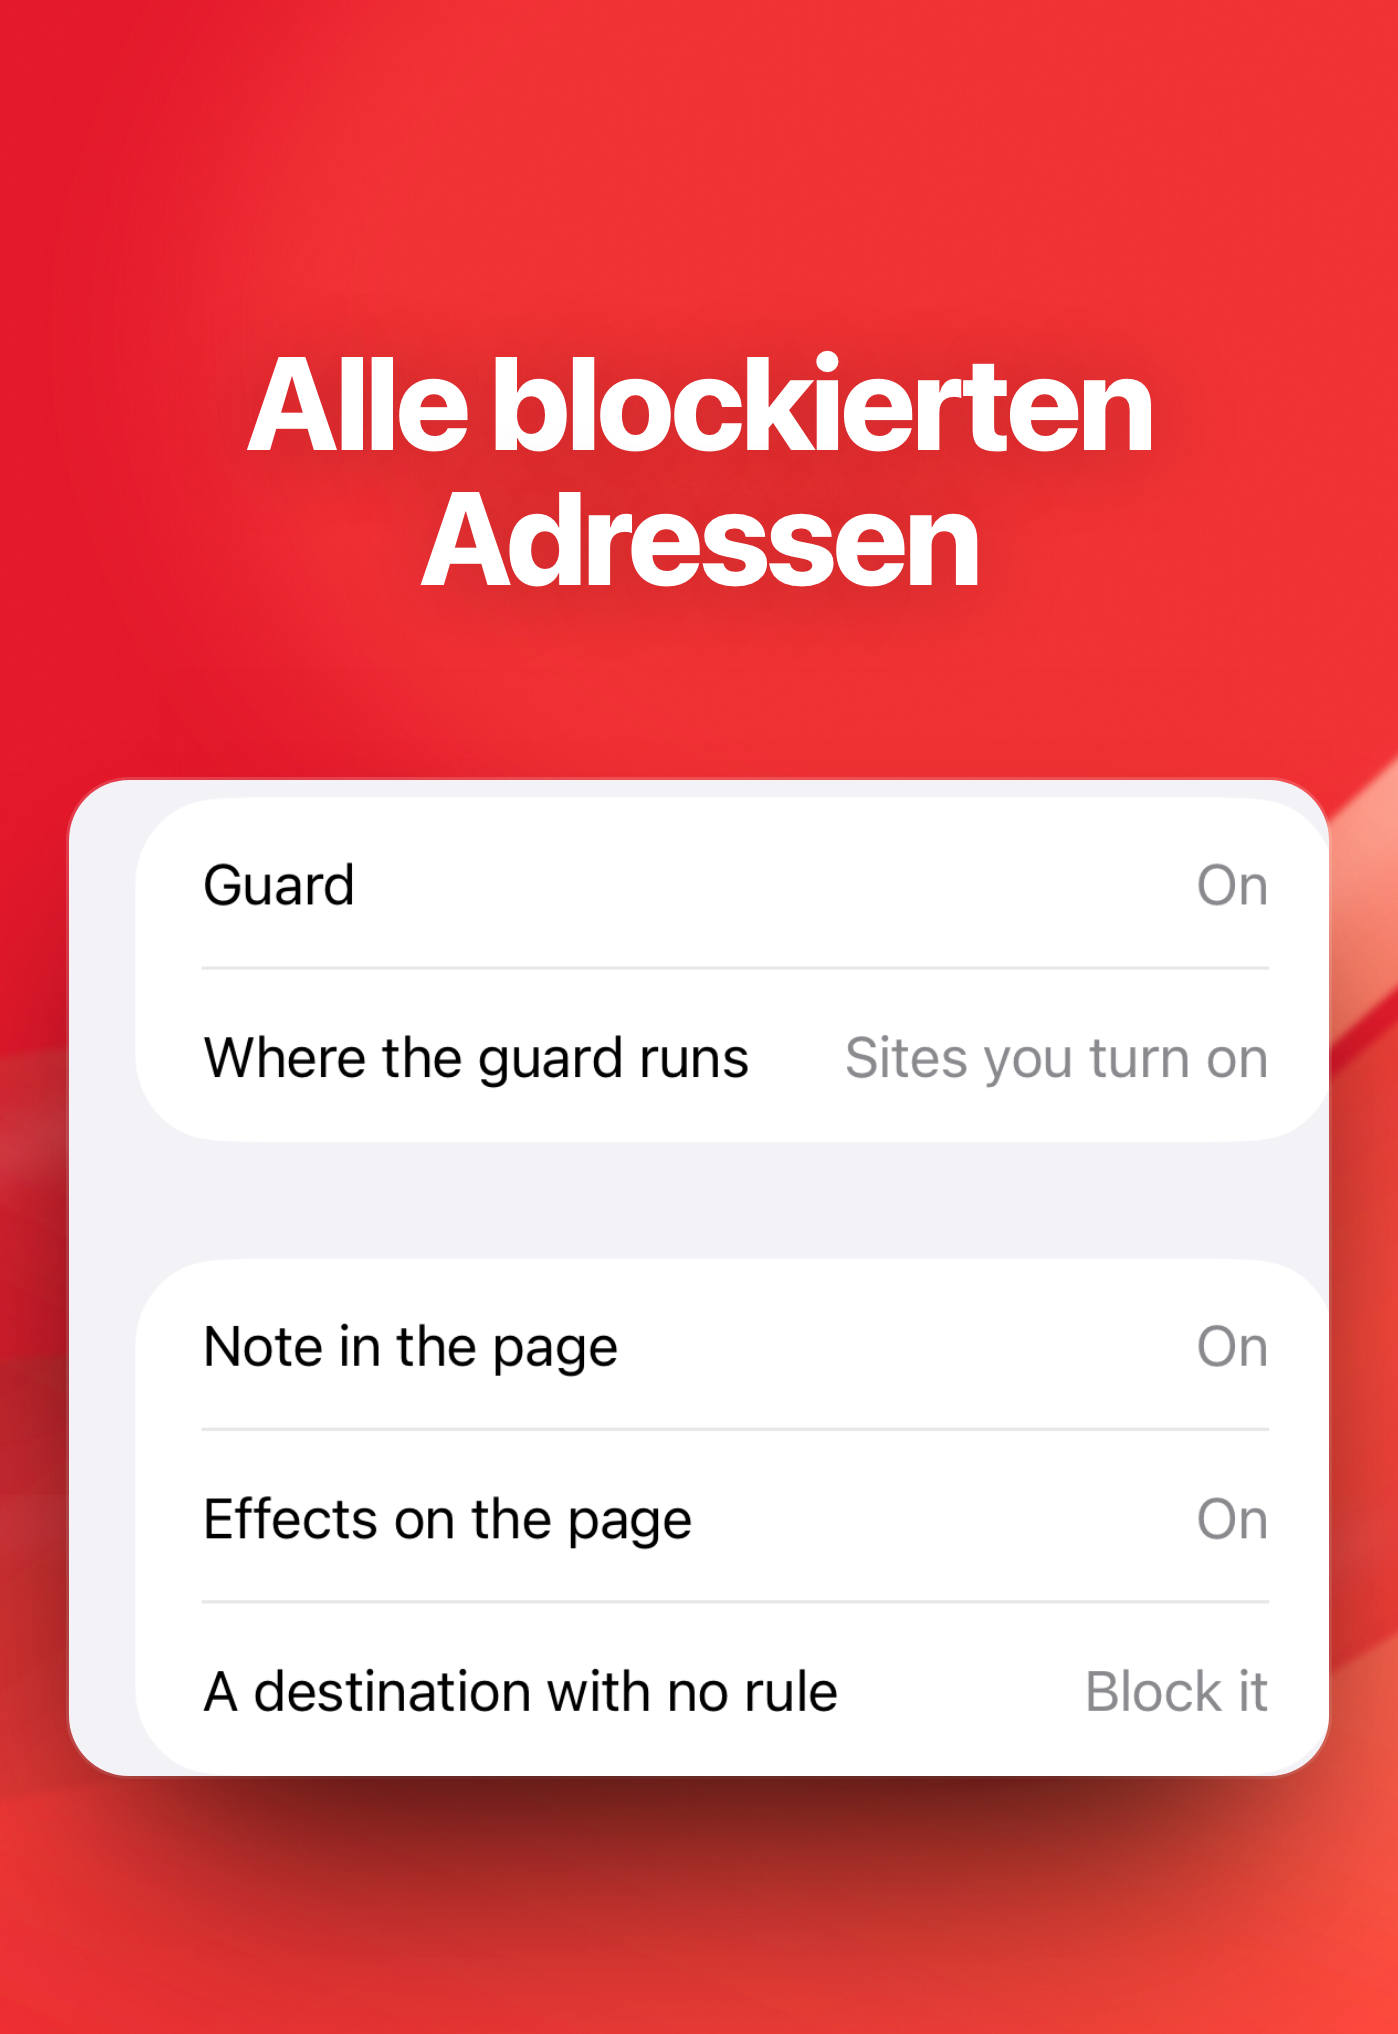 Alle blockierten
Adressen
Guard On
Where the guard runs Sites you turn on
Note in the page On
Effects on the page On
A destination with no rule Block it